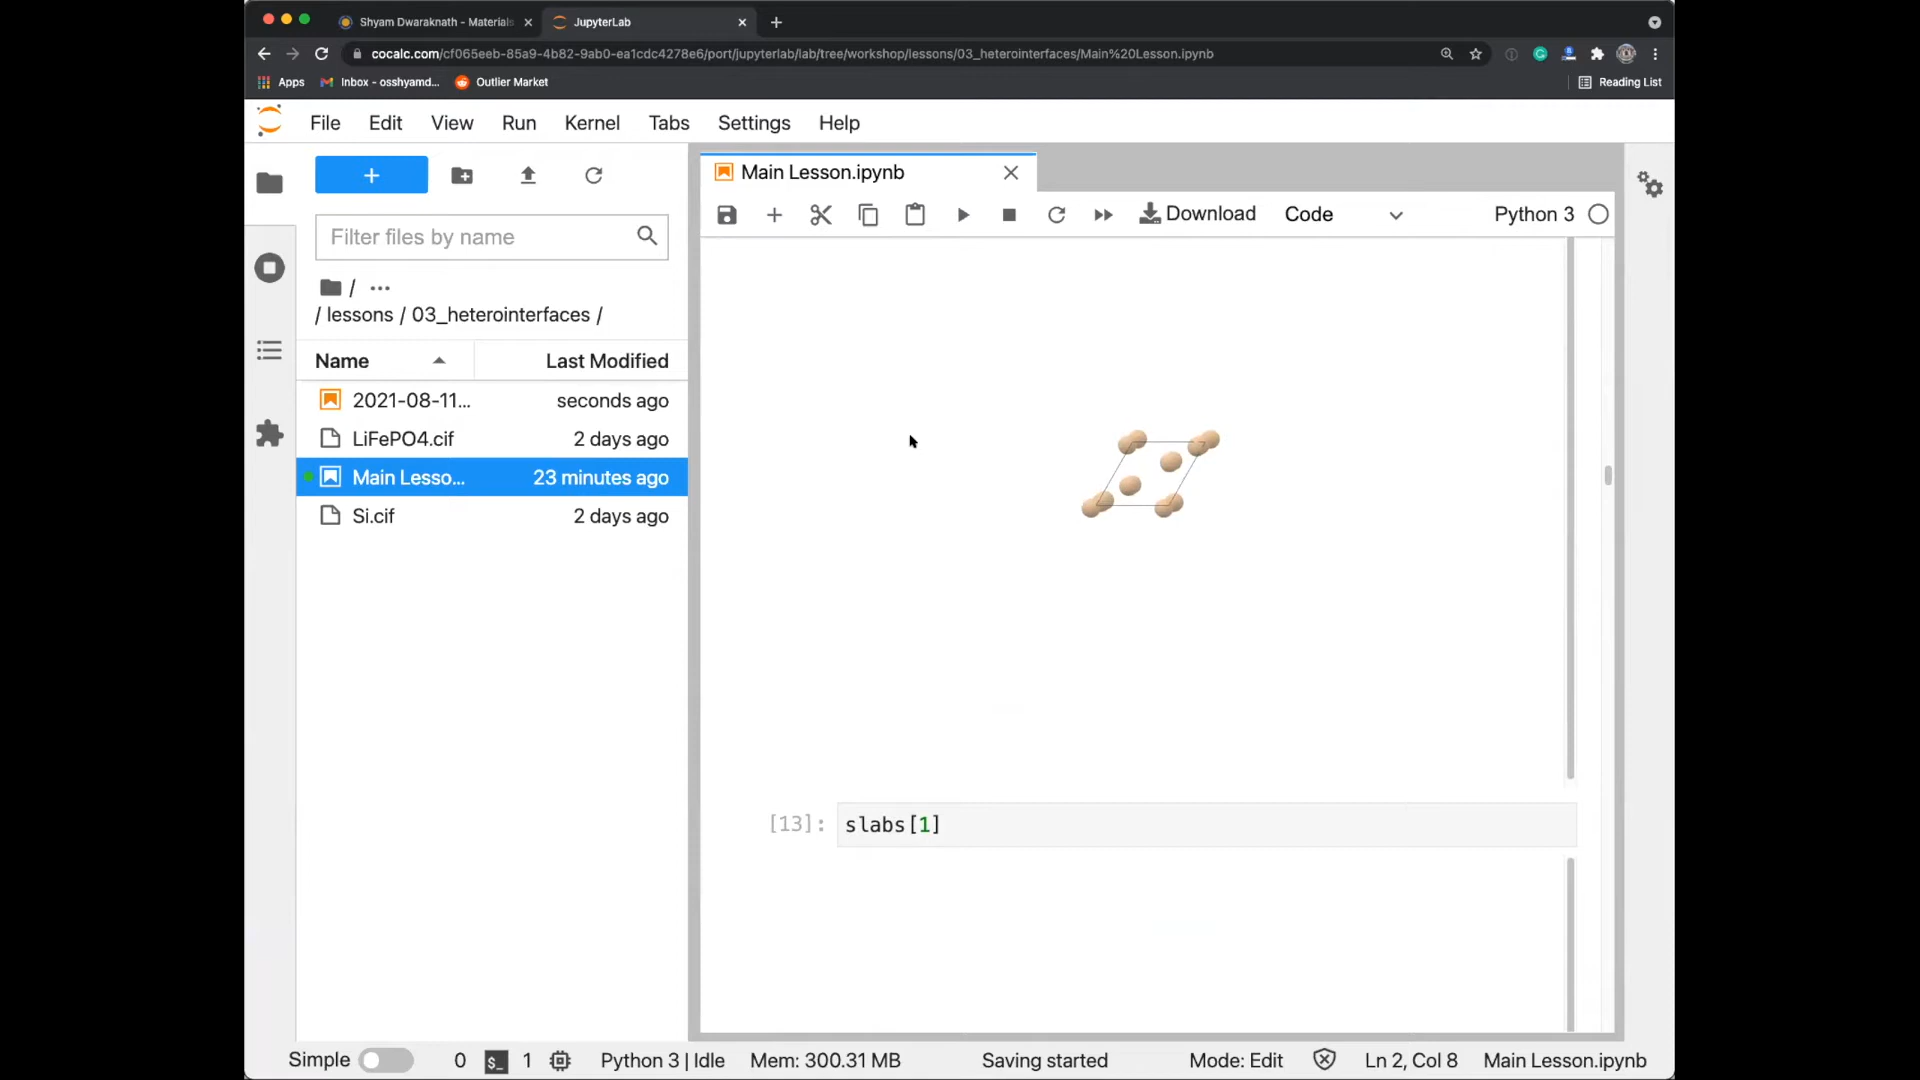 Shyam Dwaraknath - Materials
JupyterLab
cocalc.com/cf065eeb-85a9-4b82-9ab0-ea1cdc4278e6/port/jupyterlab/lab/tree/workshop/lessons/03_heterointerfaces/Main%20Lesson.ipynb
Apps
Inbox - osshyamd...
Outlier Market
Reading List
File Edit View Run Kernel Tabs Settings Help
Main Lesson.ipynb
Download
Code
Python 3
Filter files by name
/ ...
/ lessons / 03_heterointerfaces /
Name Last Modified
2021-08-11... seconds ago
LiFePO4.cif 2 days ago
Main Lesso... 23 minutes ago
Si.cif 2 days ago
[13]: slabs[1]
Simple 0 $_ 1 Python 3 | Idle Mem: 300.31 MB Saving started Mode: Edit Ln 2, Col 8 Main Lesson.ipynb